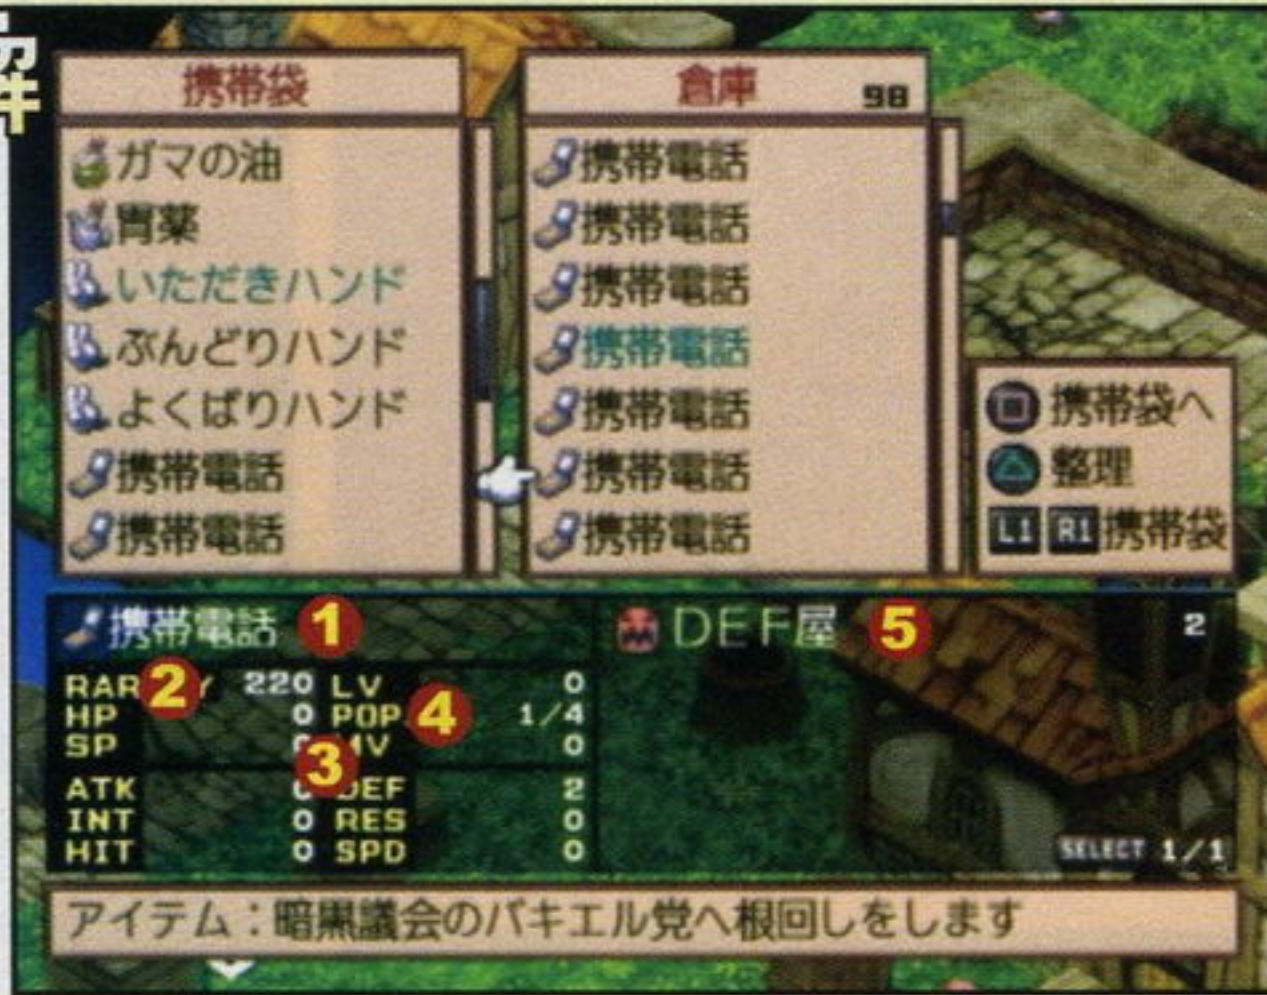 解
携帯袋
ガマの油
胃薬
いただきハンド
ぶんどりハンド
よくばりハンド
携帯電話
携帯電話
倉庫 98
携帯電話
携帯電話
携帯電話
携帯電話
携帯電話
携帯電話
携帯電話
携帯袋へ
整理
L1 R1 携帯袋
携帯電話 1
2 220 LV 0
HP 0 POP 4 1/4
SP 3 MV 0
ATK 0 DEF 2
INT 0 RES 0
HIT 0 SPD 0
DEF屋 5 2
SELECT 1/1
アイテム：暗黒議会のバキエル党へ根回しをします